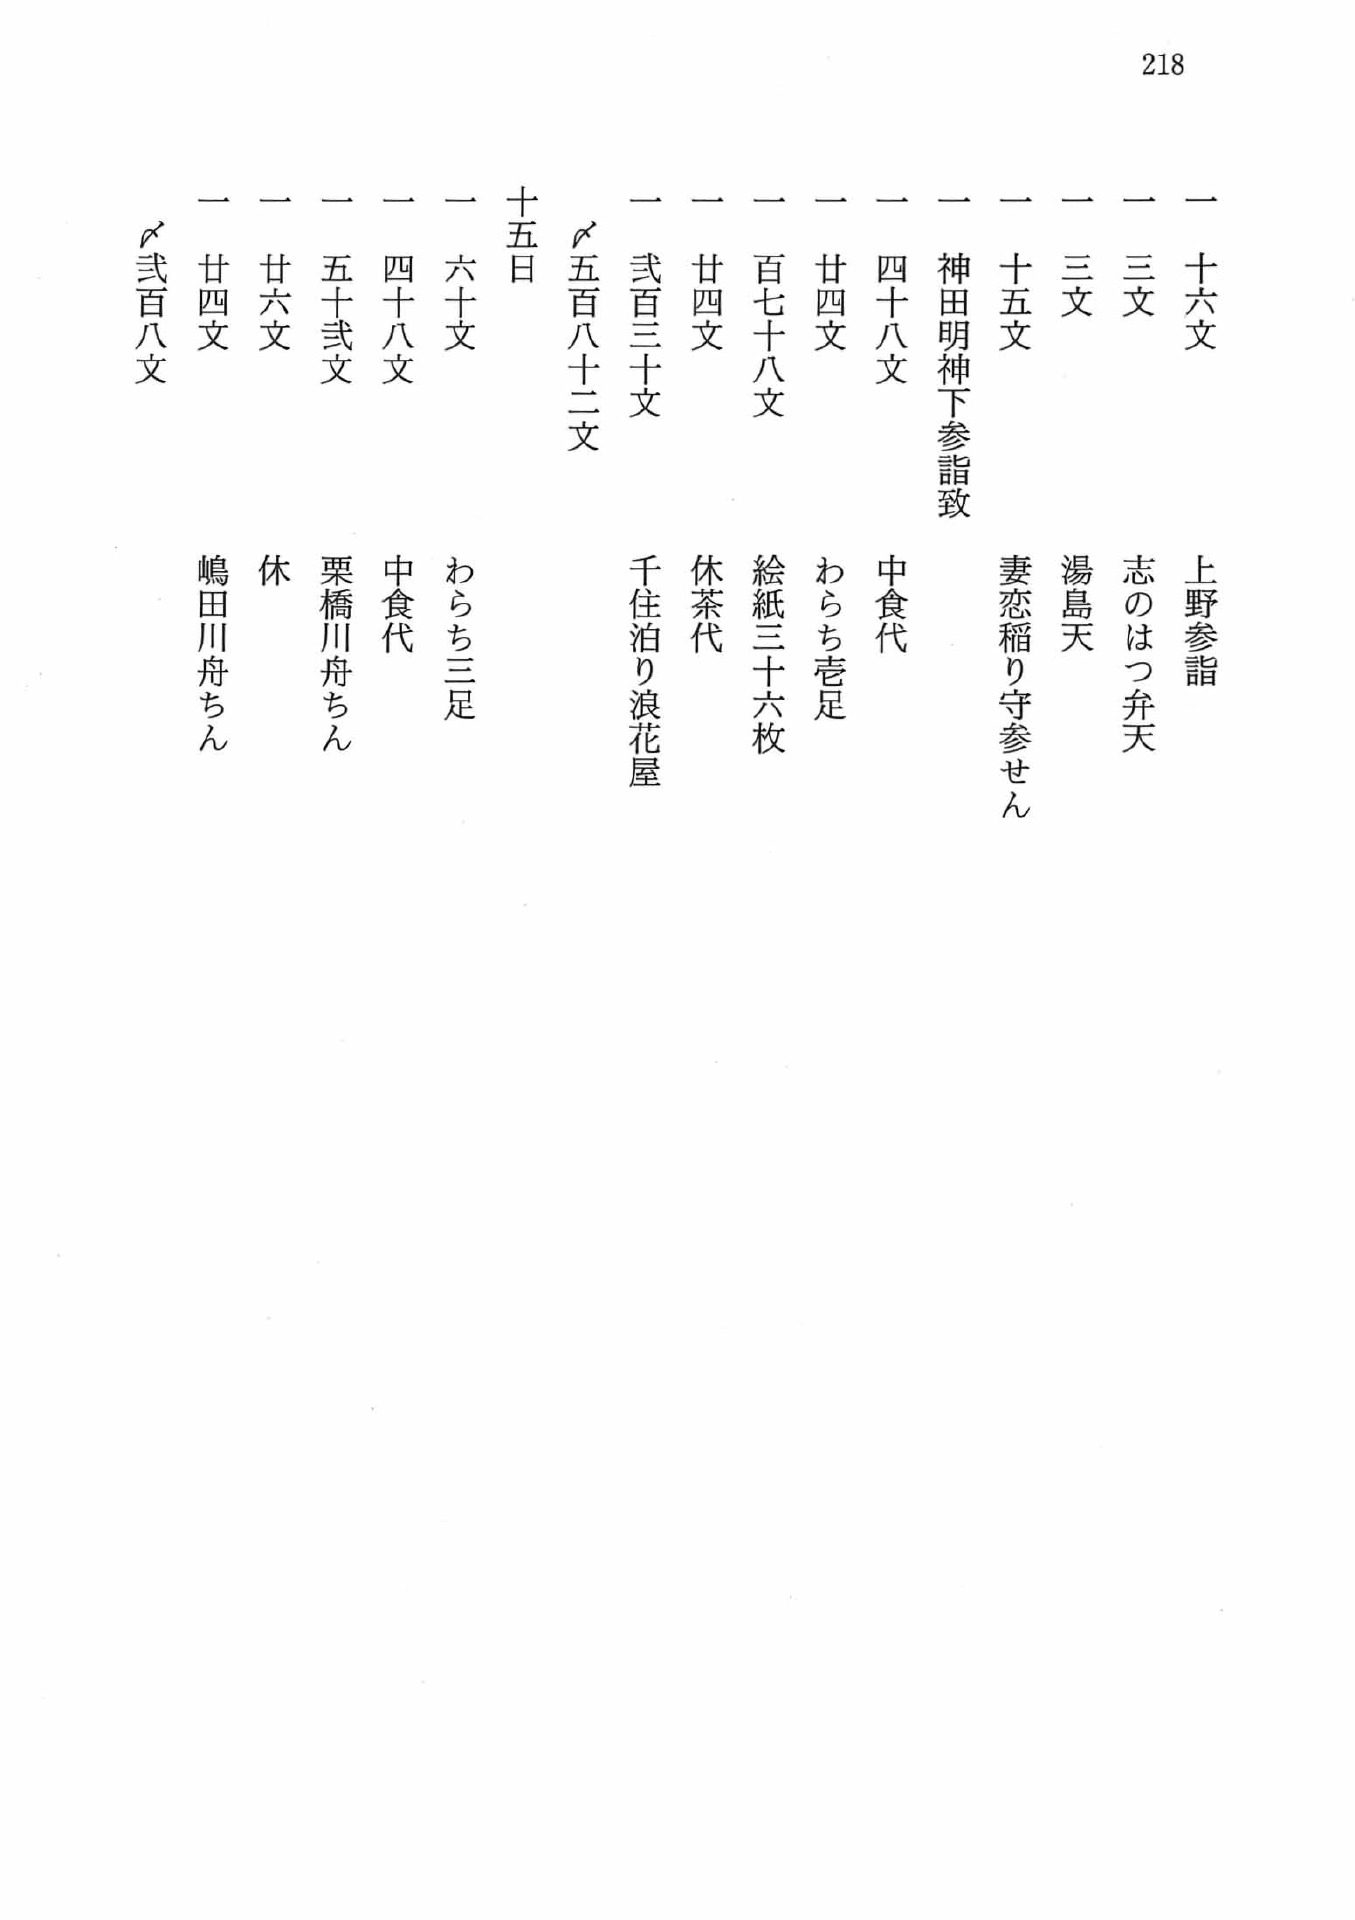 218
一 十六文 上野参詣
一 三文 志のはつ弁天
一 三文 湯島天
一 十五文 妻恋稲り守参せん
一 神田明神下参詣致
一 四十八文 中食代
一 廿四文 わらち壱足
一 百七十八文 絵紙三十六枚
一 廿四文 休茶代
一 弐百三十文 千住泊り浪花屋
〆五百八十二文
十五日
一 六十文 わらち三足
一 四十八文 中食代
一 五十弐文 栗橋川舟ちん
一 廿六文 休
一 廿四文 嶋田川舟ちん
〆弐百八文